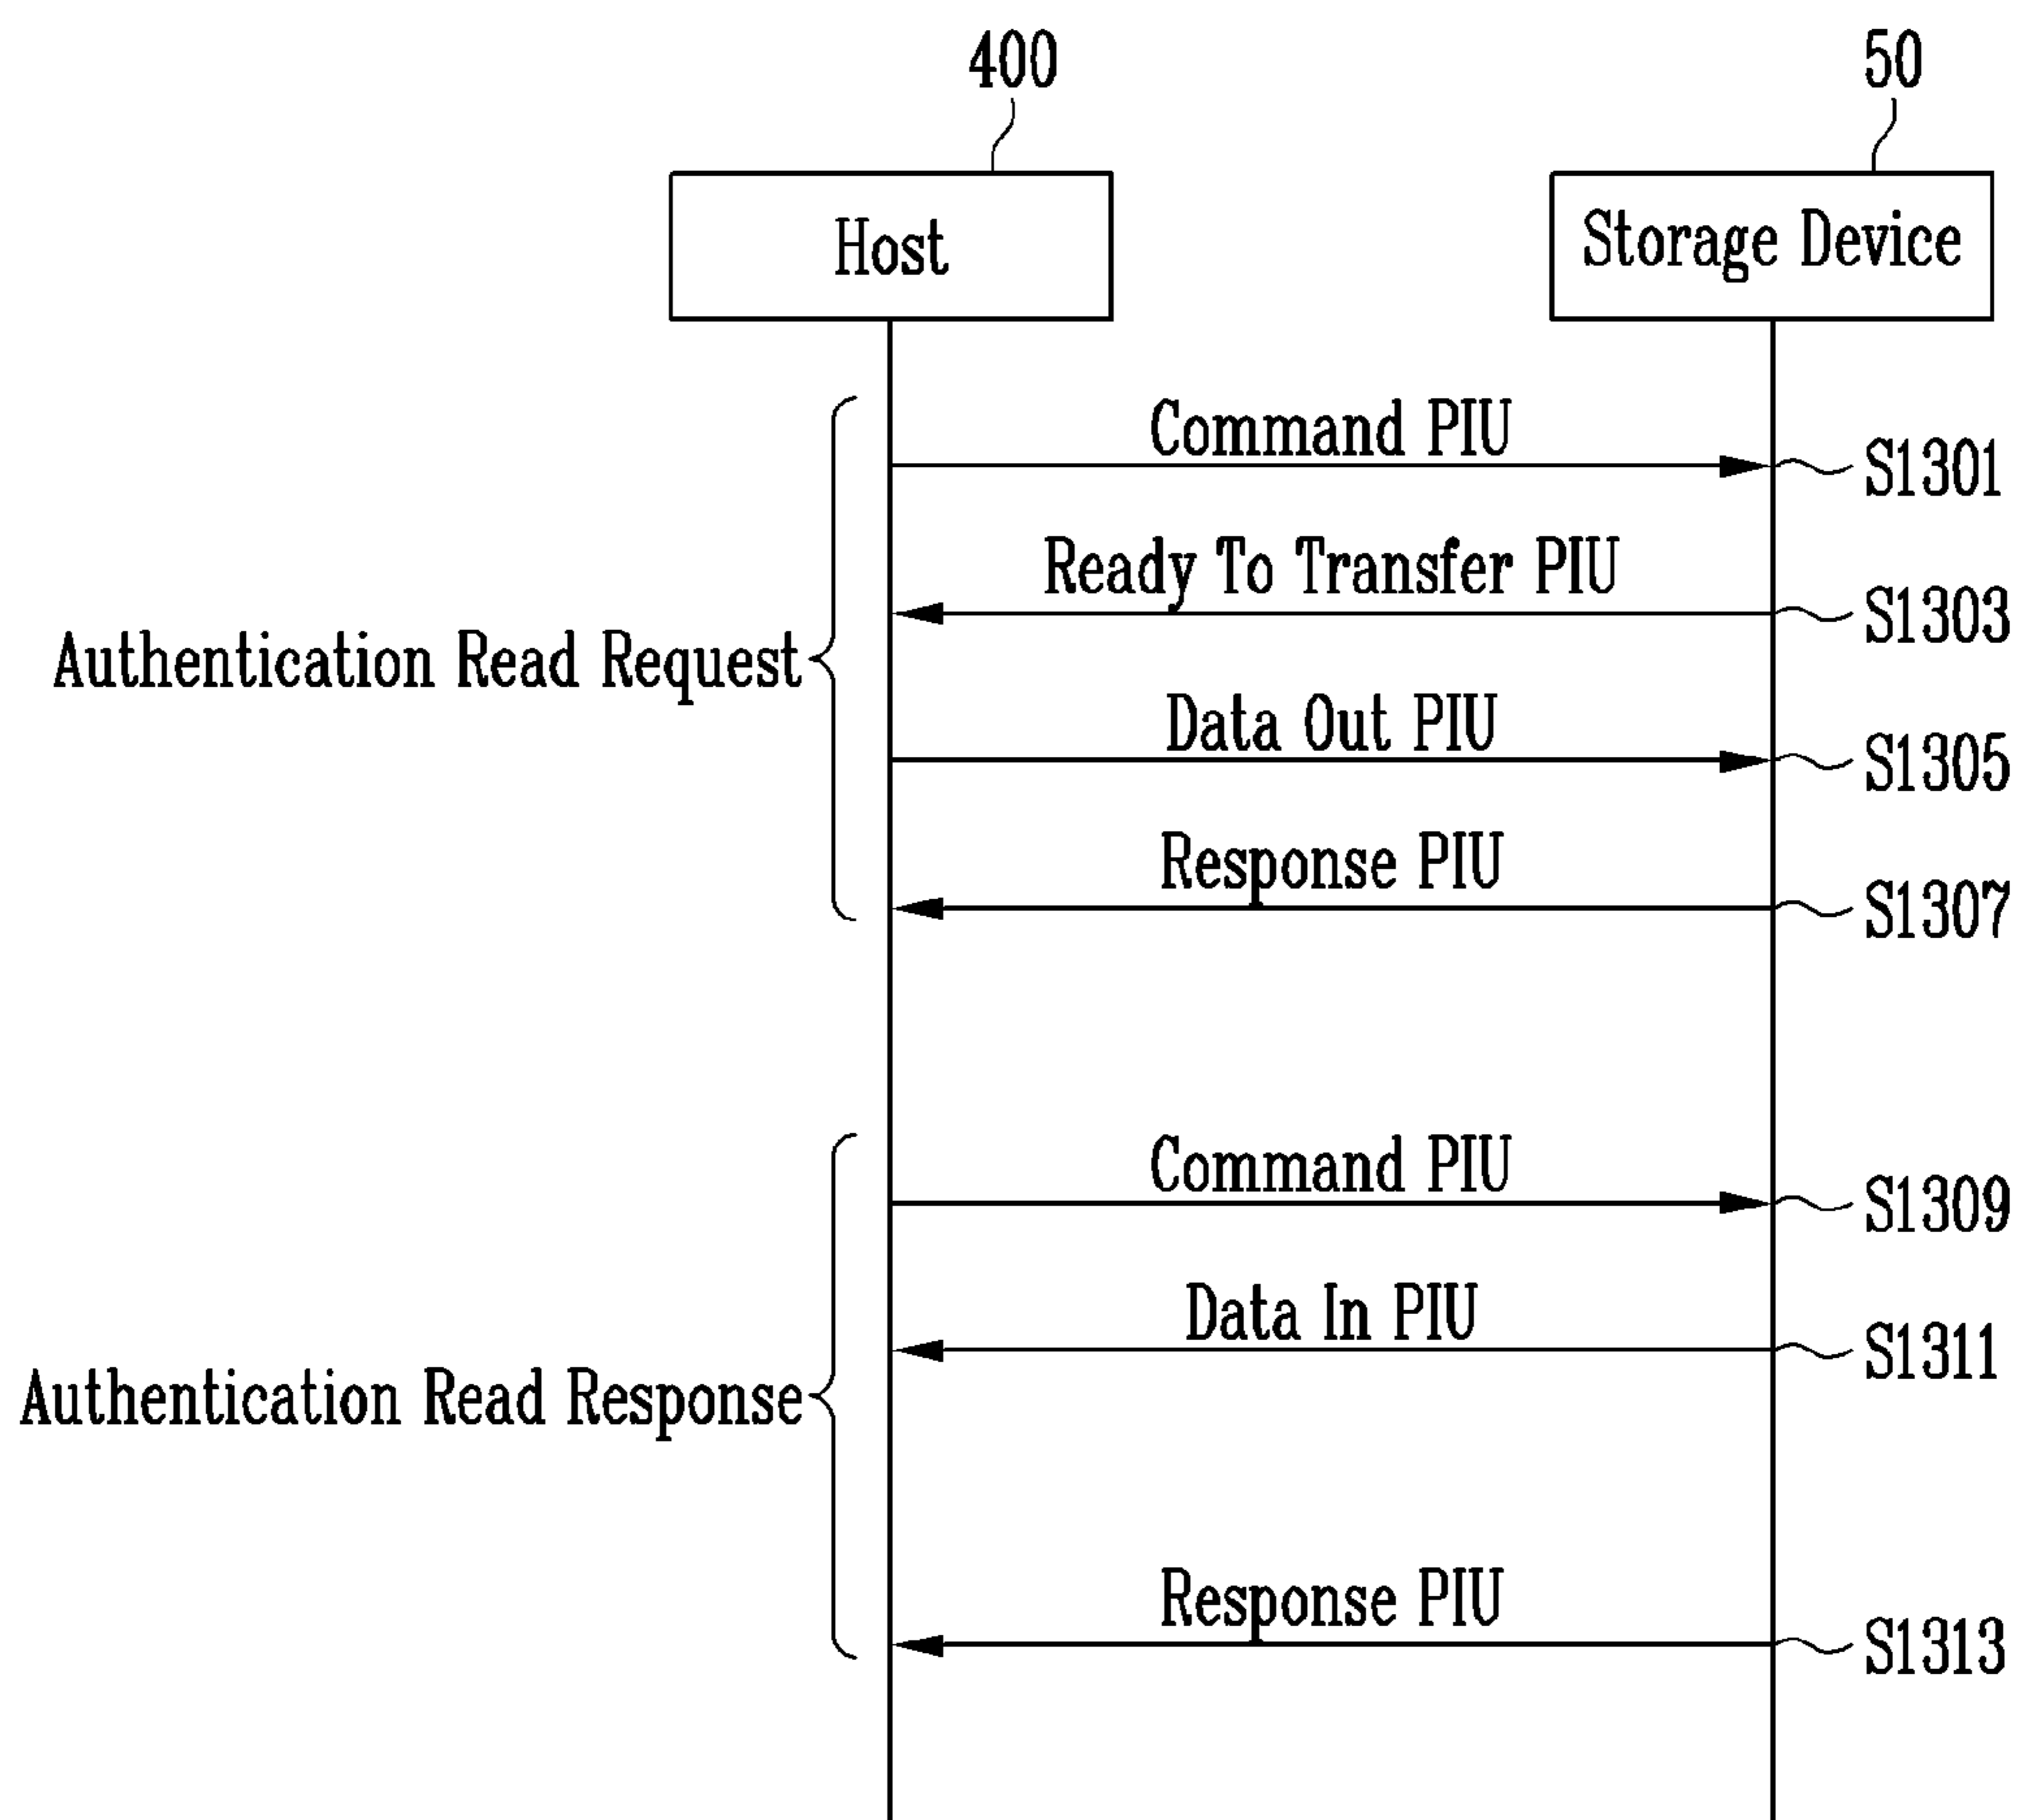 400
50
Host
Storage Device
Command PIU
S1301
Ready To Transfer PIU
S1303
Authentication Read Request
Data Out PIU
S1305
Response PIU
S1307
Command PIU
S1309
Data In PIU
S1311
Authentication Read Response
Response PIU
S1313